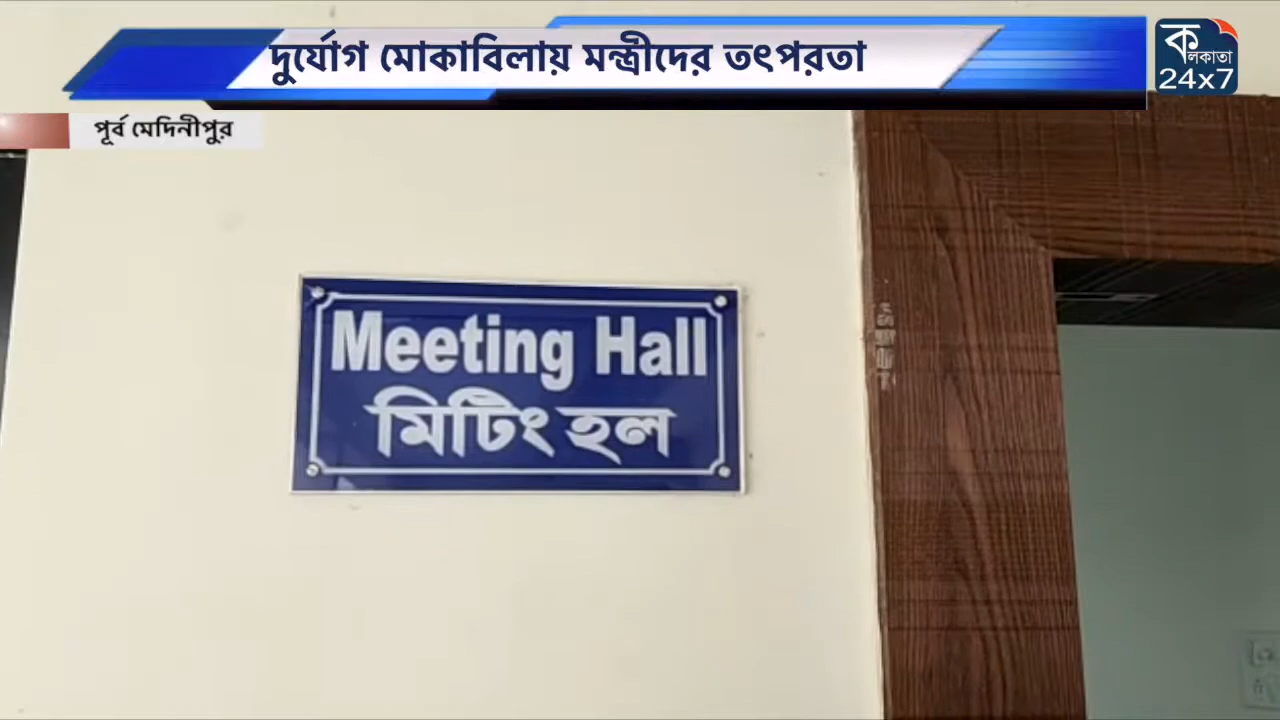 দুর্যোগ মোকাবিলায় মন্ত্রীদের তৎপরতা
কলকাতা
24x7
পূর্ব মেদিনীপুর
Meeting Hall
মিটিং হল